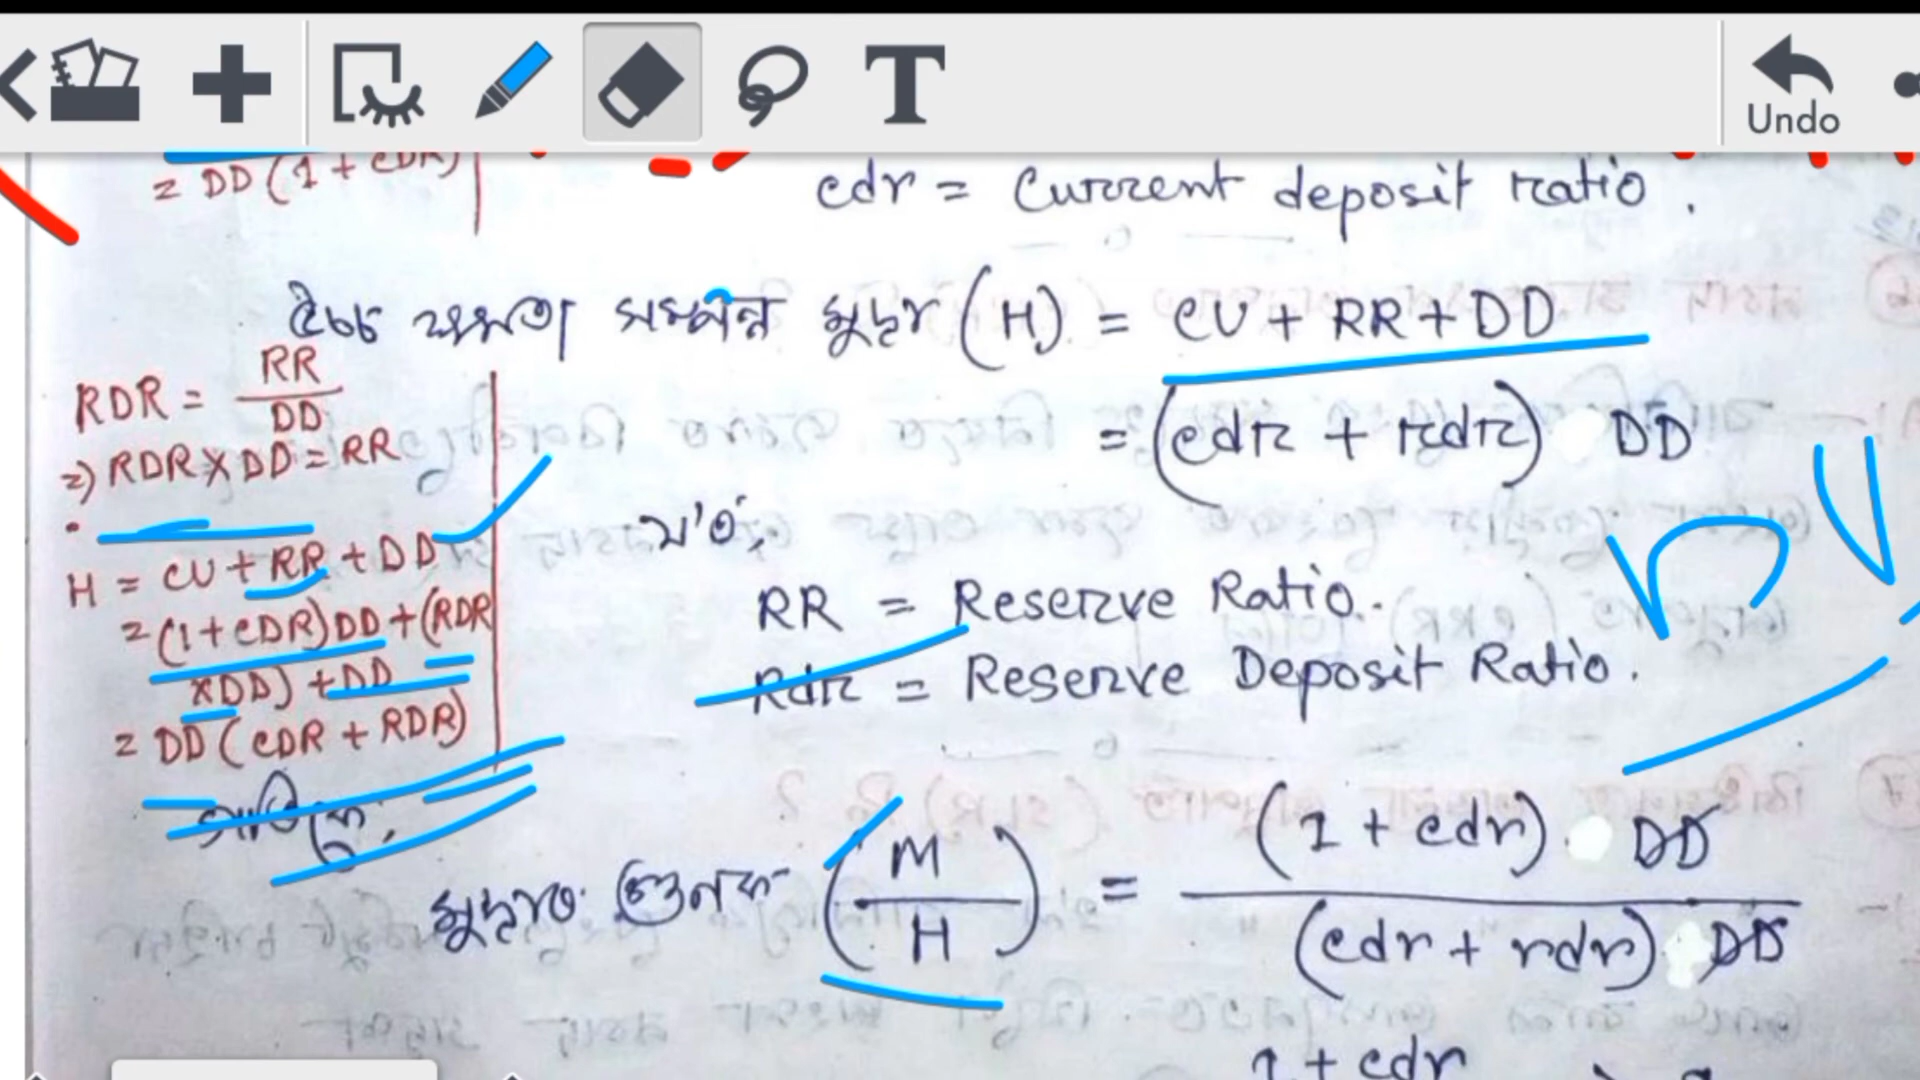 Undo
= DD (1 + CDR)
cdr = Current deposit ratio.
উচ্চ ক্ষমতা সম্পন্ন মুদ্রা (H) = CU + RR + DD
= (cdr + rdr) DD
RDR = RR / DD
=> RDR X DD = RR
H = CU + RR + DD
= (1 + CDR) DD + (RDR
X DD) + DD
= DD (CDR + RDR)
যা'ত,
RR = Reserve Ratio.
Rdr = Reserve Deposit Ratio.
M / H = (1 + cdr) DD / (cdr + rdr) DD
1 + cdr